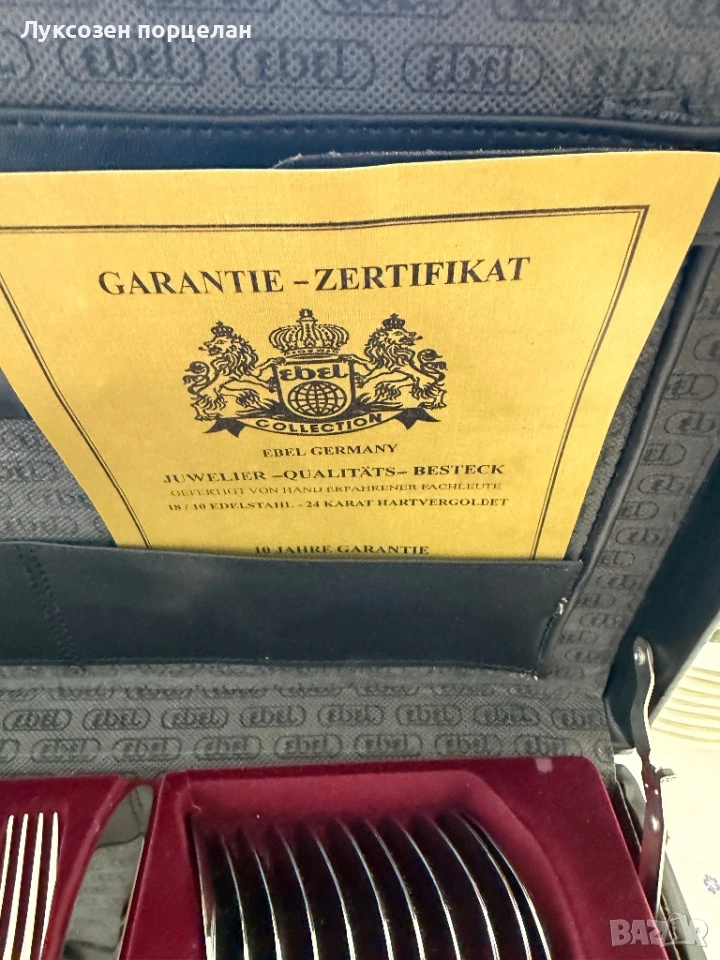 Луксозен порцелан
GARANTIE – ZERTIFIKAT
EBEL
COLLECTION
EBEL GERMANY
JUWELIER –QUALITÄTS– BESTECK
GEFERTIGT VON HAND ERFAHRENER FACHLEUTE
18 / 10 EDELSTAHL - 24 KARAT HARTVERGOLDET
10 JAHRE GARANTIE
BAZAR